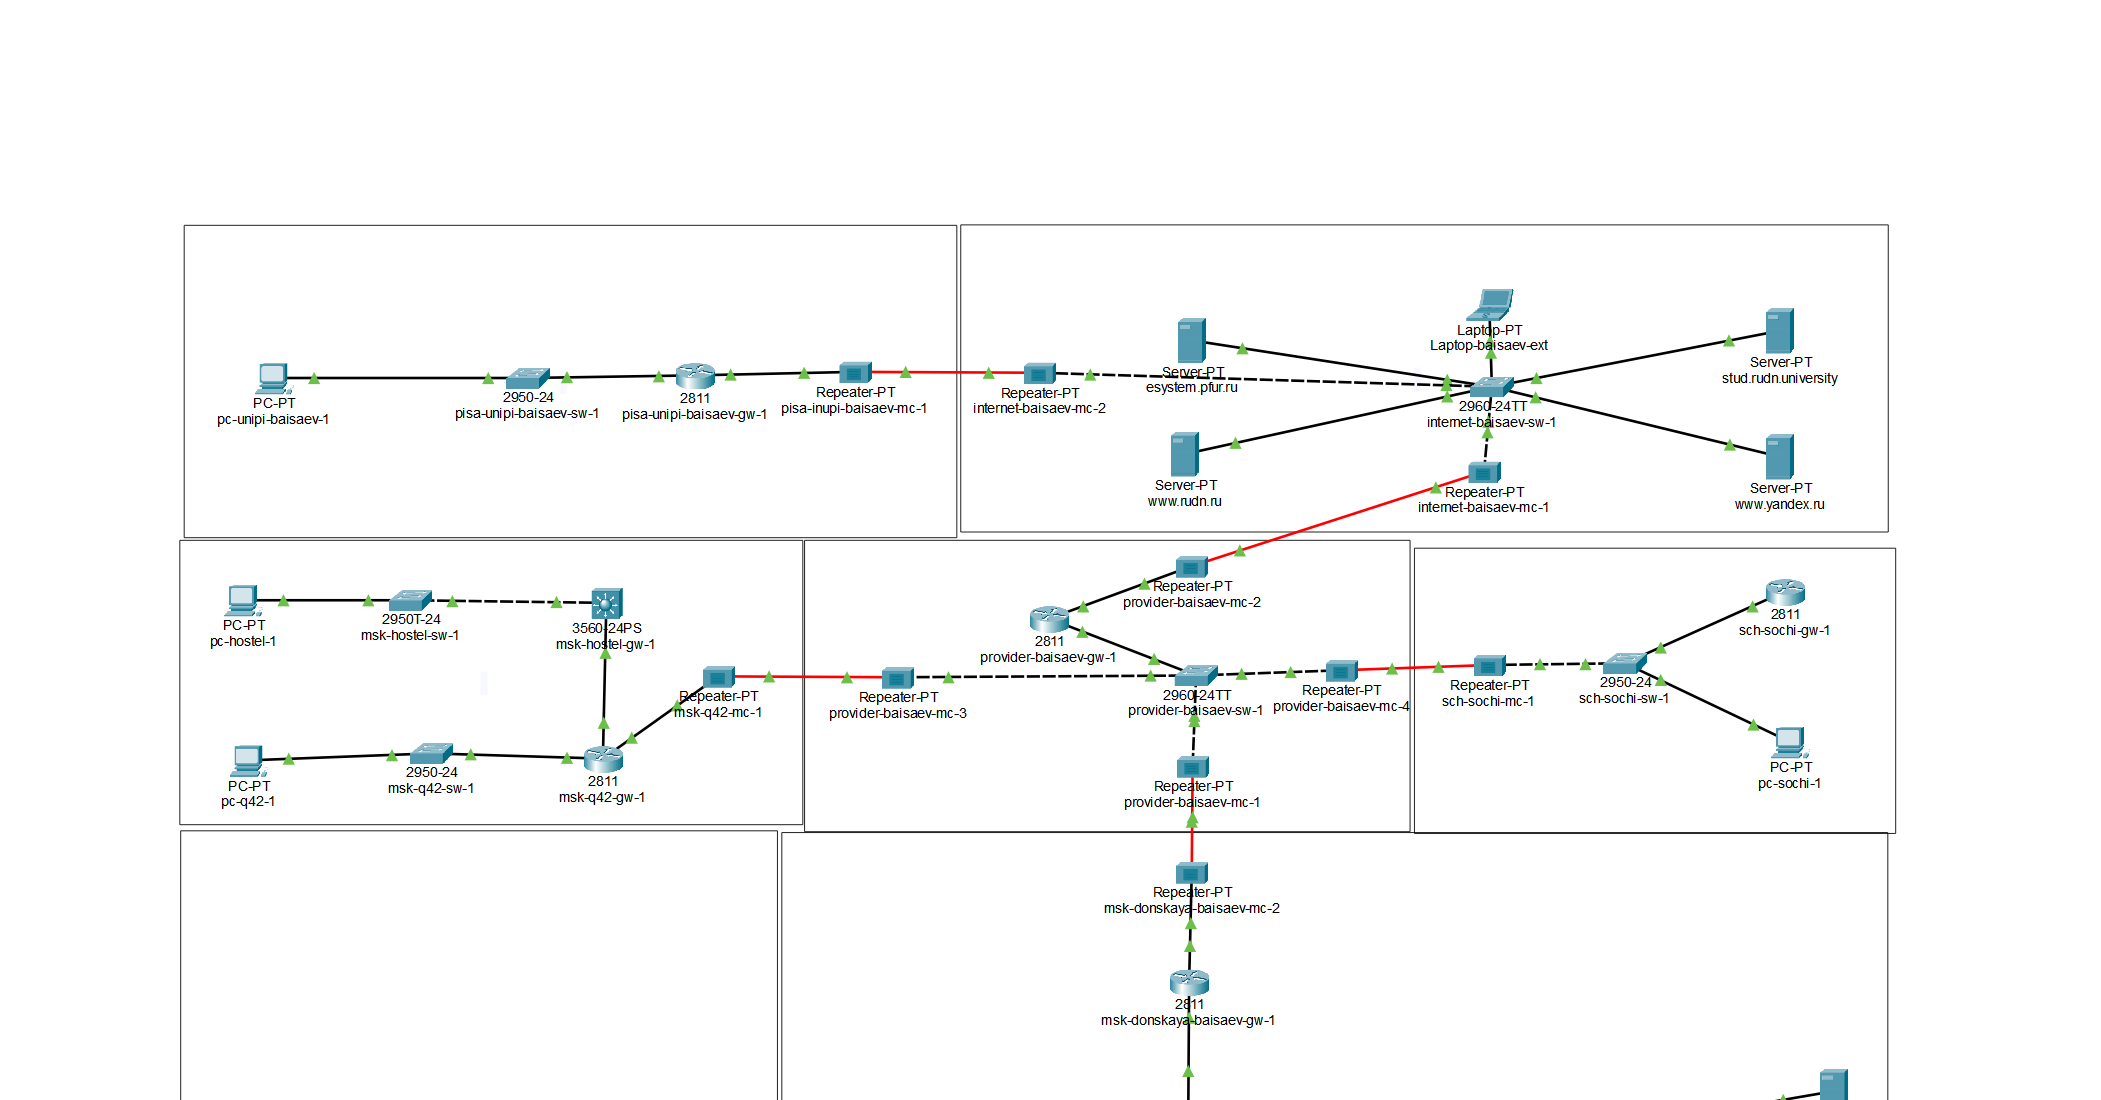 PC-PT
pc-unipi-baisaev-1
2950-24
pisa-unipi-baisaev-sw-1
2811
pisa-unipi-baisaev-gw-1
Repeater-PT
pisa-inupi-baisaev-mc-1
Repeater-PT
internet-baisaev-mc-2
Server-PT
esystem.pfur.ru
Laptop-PT
Laptop-baisaev-ext
Server-PT
stud.rudn.university
2960-24TT
internet-baisaev-sw-1
Server-PT
www.rudn.ru
Repeater-PT
internet-baisaev-mc-1
Server-PT
www.yandex.ru
PC-PT
pc-hostel-1
2950T-24
msk-hostel-sw-1
3560-24PS
msk-hostel-gw-1
Repeater-PT
msk-q42-mc-1
PC-PT
pc-q42-1
2950-24
msk-q42-sw-1
2811
msk-q42-gw-1
Repeater-PT
provider-baisaev-mc-2
2811
provider-baisaev-gw-1
Repeater-PT
provider-baisaev-mc-3
2960-24TT
provider-baisaev-sw-1
Repeater-PT
provider-baisaev-mc-4
Repeater-PT
provider-baisaev-mc-1
2811
sch-sochi-gw-1
Repeater-PT
sch-sochi-mc-1
2950-24
sch-sochi-sw-1
PC-PT
pc-sochi-1
Repeater-PT
msk-donskaya-baisaev-mc-2
2811
msk-donskaya-baisaev-gw-1